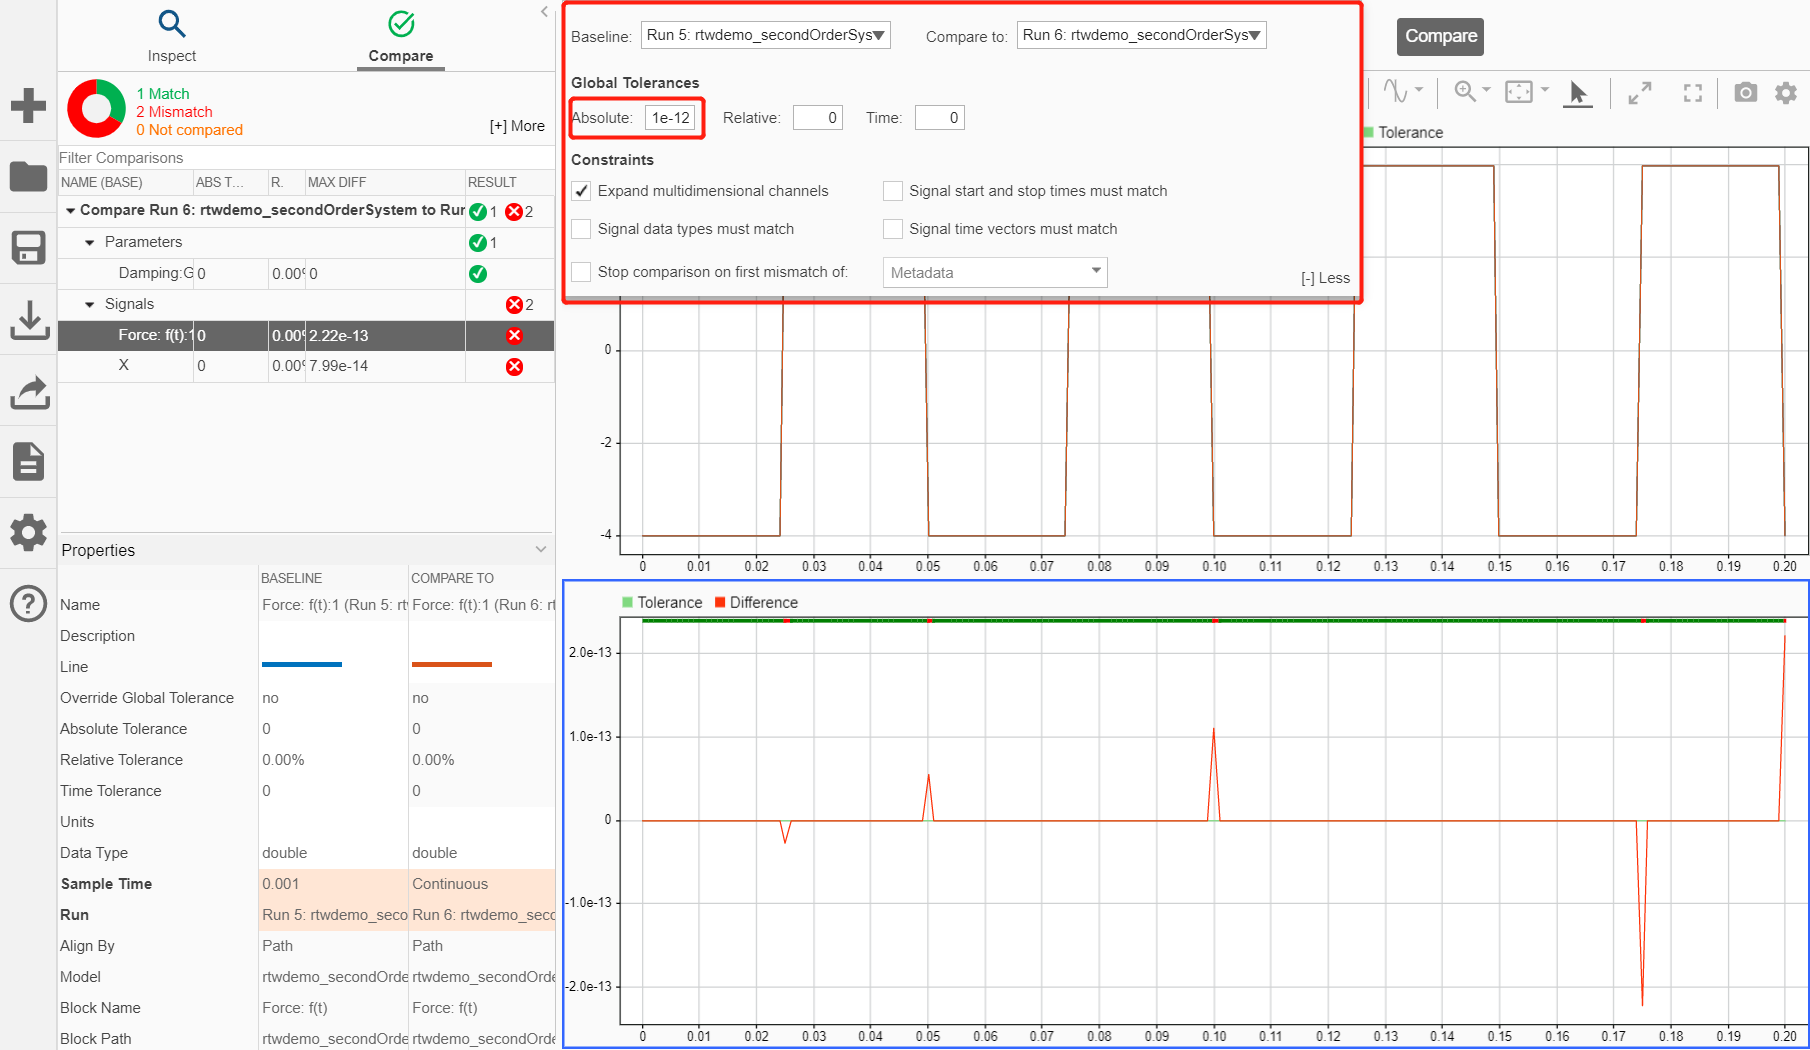 Inspect
Compare
1 Match
2 Mismatch
0 Not compared
[+] More
Filter Comparisons
NAME (BASE) ABS T... R. MAX DIFF RESULT
Compare Run 6: rtwdemo_secondOrderSystem to Run 1 2
Parameters 1
Damping:G 0 0.00% 0
Signals 2
Force: f(t):1 0 0.00% 2.22e-13
X 0 0.00% 7.99e-14
Properties
BASELINE COMPARE TO
Name Force: f(t):1 (Run 5: rt Force: f(t):1 (Run 6: rt
Description
Line
Override Global Tolerance no no
Absolute Tolerance 0 0
Relative Tolerance 0.00% 0.00%
Time Tolerance 0 0
Units
Data Type double double
Sample Time 0.001 Continuous
Run Run 5: rtwdemo_seco Run 6: rtwdemo_seco
Align By Path Path
Model rtwdemo_secondOrde rtwdemo_secondOrde
Block Name Force: f(t) Force: f(t)
Block Path rtwdemo_secondOrde rtwdemo_secondOrde
Baseline: Run 5: rtwdemo_secondOrderSys Compare to: Run 6: rtwdemo_secondOrderSys
Compare
Global Tolerances
Absolute: 1e-12 Relative: 0 Time: 0
Constraints
Expand multidimensional channels Signal start and stop times must match
Signal data types must match Signal time vectors must match
Stop comparison on first mismatch of: Metadata
[-] Less
Tolerance
0
-2
-4
0 0.01 0.02 0.03 0.04 0.05 0.06 0.07 0.08 0.09 0.10 0.11 0.12 0.13 0.14 0.15 0.16 0.17 0.18 0.19 0.20
Tolerance Difference
2.0e-13
1.0e-13
0
-1.0e-13
-2.0e-13
0 0.01 0.02 0.03 0.04 0.05 0.06 0.07 0.08 0.09 0.10 0.11 0.12 0.13 0.14 0.15 0.16 0.17 0.18 0.19 0.20